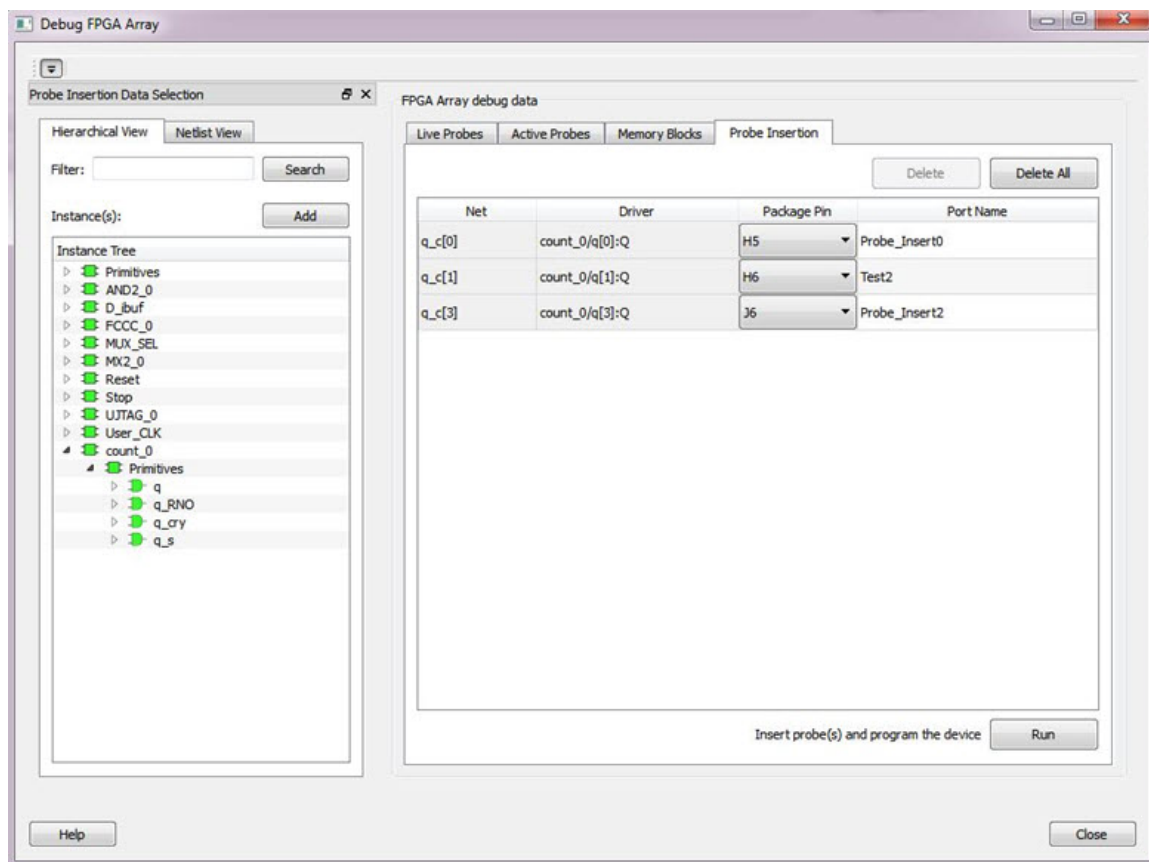 Debug FPGA Array
Probe Insertion Data Selection
Hierarchical View Netlist View
Filter: Search
Instance(s): Add
Instance Tree
Primitives
AND2_0
D_ibuf
FCCC_0
MUX_SEL
MX2_0
Reset
Stop
UJTAG_0
User_CLK
count_0
Primitives
q
q_RNO
q_cry
q_s
FPGA Array debug data
Live Probes Active Probes Memory Blocks Probe Insertion
Delete Delete All
Net Driver Package Pin Port Name
q_c[0] count_0/q[0]:Q H5 Probe_Insert0
q_c[1] count_0/q[1]:Q H6 Test2
q_c[3] count_0/q[3]:Q J6 Probe_Insert2
Insert probe(s) and program the device Run
Help Close